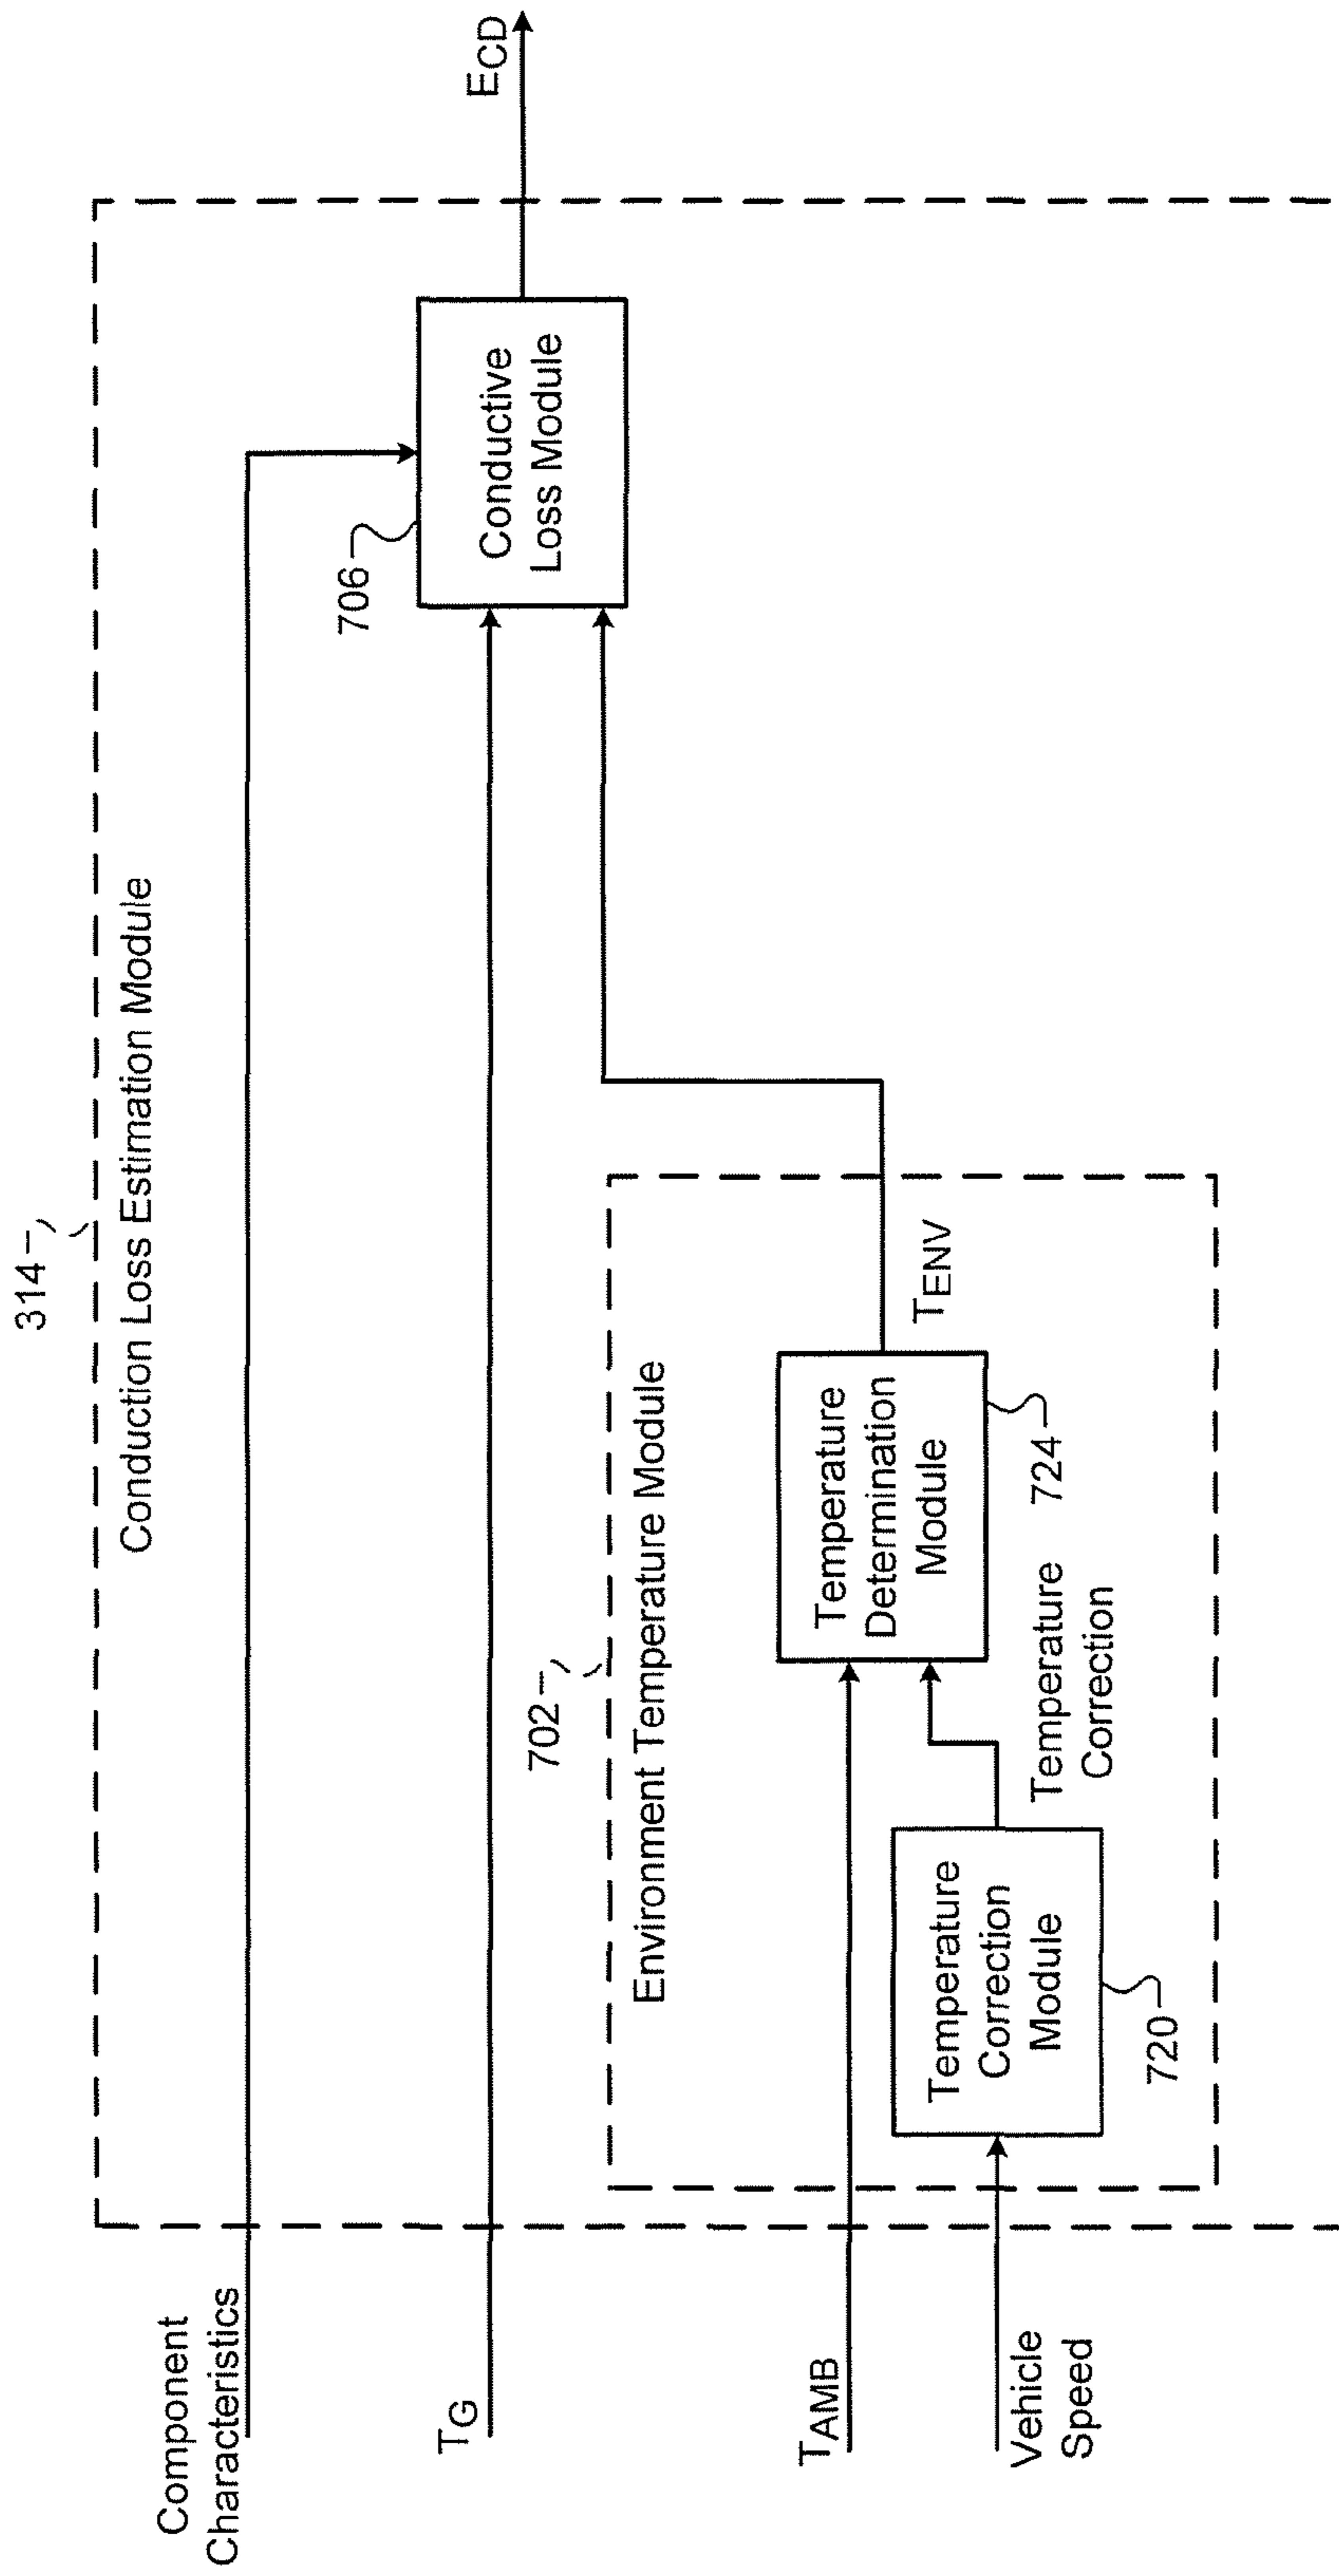 314
Conduction Loss Estimation Module
Component
Characteristics
706
Conductive
Loss Module
ECD
TG
702
Environment Temperature Module
TAMB
Temperature
Determination
Module
TENV
724
Temperature
Correction
Vehicle
Speed
Temperature
Correction
Module
720